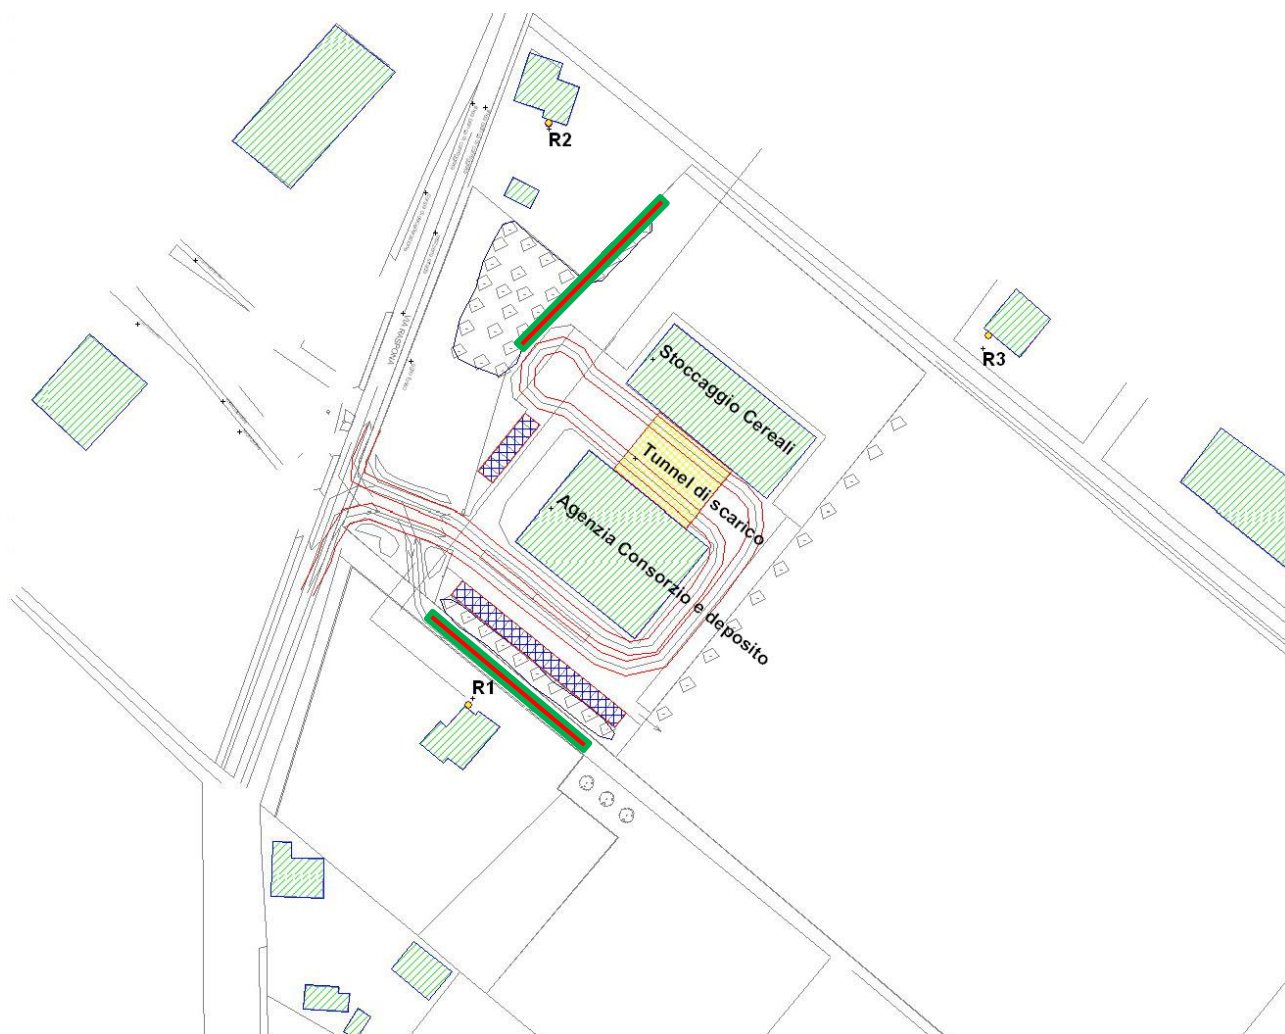 R2
VIA RASPONA
R3
Stoccaggio Cereali
Tunnel di scarico
Agenzia Consorzio e deposito
R1